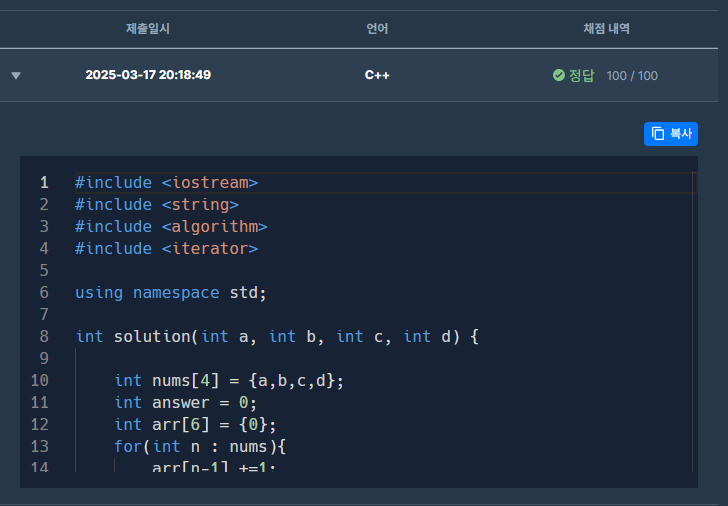 제출일시 언어 채점 내역
2025-03-17 20:18:49 C++ 정답 100 / 100
복사
1 #include <iostream>
2 #include <string>
3 #include <algorithm>
4 #include <iterator>
5
6 using namespace std;
7
8 int solution(int a, int b, int c, int d) {
9
10 int nums[4] = {a,b,c,d};
11 int answer = 0;
12 int arr[6] = {0};
13 for(int n : nums){
14 arr[n-1] +=1;